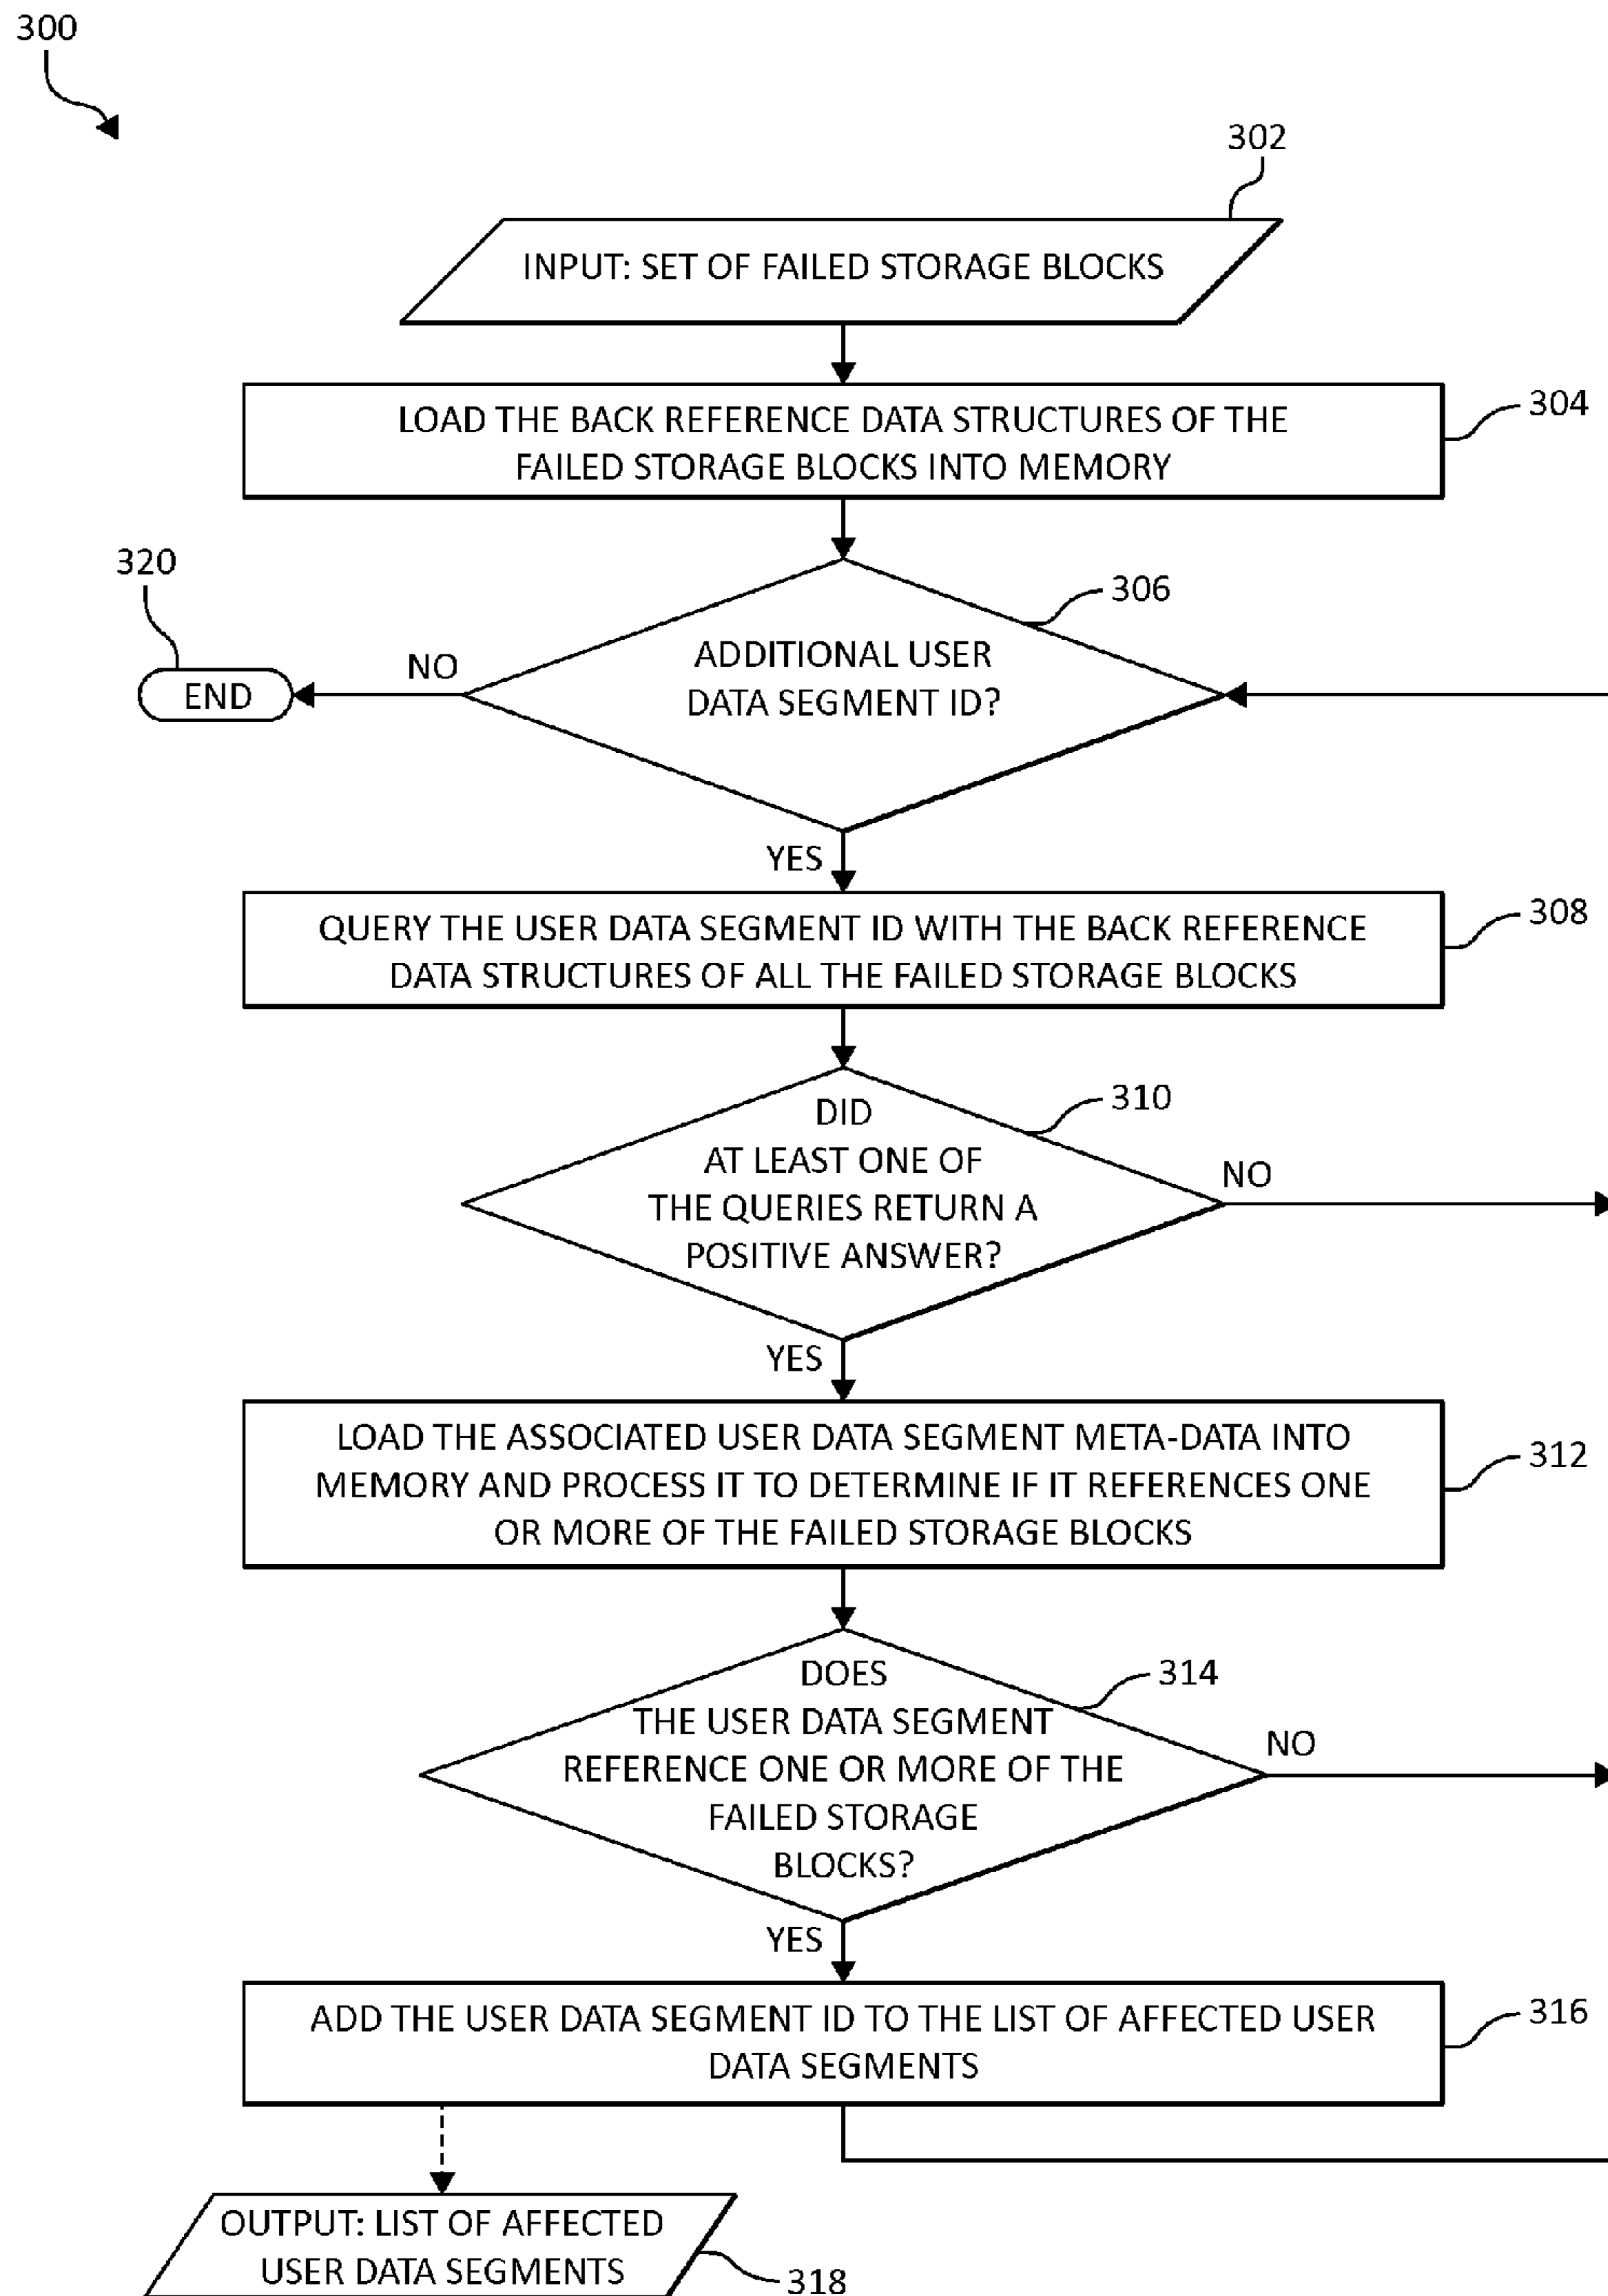 300
302
INPUT: SET OF FAILED STORAGE BLOCKS
LOAD THE BACK REFERENCE DATA STRUCTURES OF THE
FAILED STORAGE BLOCKS INTO MEMORY
304
320
306
ADDITIONAL USER
DATA SEGMENT ID?
NO
END
YES
QUERY THE USER DATA SEGMENT ID WITH THE BACK REFERENCE
DATA STRUCTURES OF ALL THE FAILED STORAGE BLOCKS
308
310
DID
AT LEAST ONE OF
THE QUERIES RETURN A
POSITIVE ANSWER?
NO
YES
LOAD THE ASSOCIATED USER DATA SEGMENT META-DATA INTO
MEMORY AND PROCESS IT TO DETERMINE IF IT REFERENCES ONE
OR MORE OF THE FAILED STORAGE BLOCKS
312
314
DOES
THE USER DATA SEGMENT
REFERENCE ONE OR MORE OF THE
FAILED STORAGE
BLOCKS?
NO
YES
ADD THE USER DATA SEGMENT ID TO THE LIST OF AFFECTED USER
DATA SEGMENTS
316
OUTPUT: LIST OF AFFECTED
USER DATA SEGMENTS
318